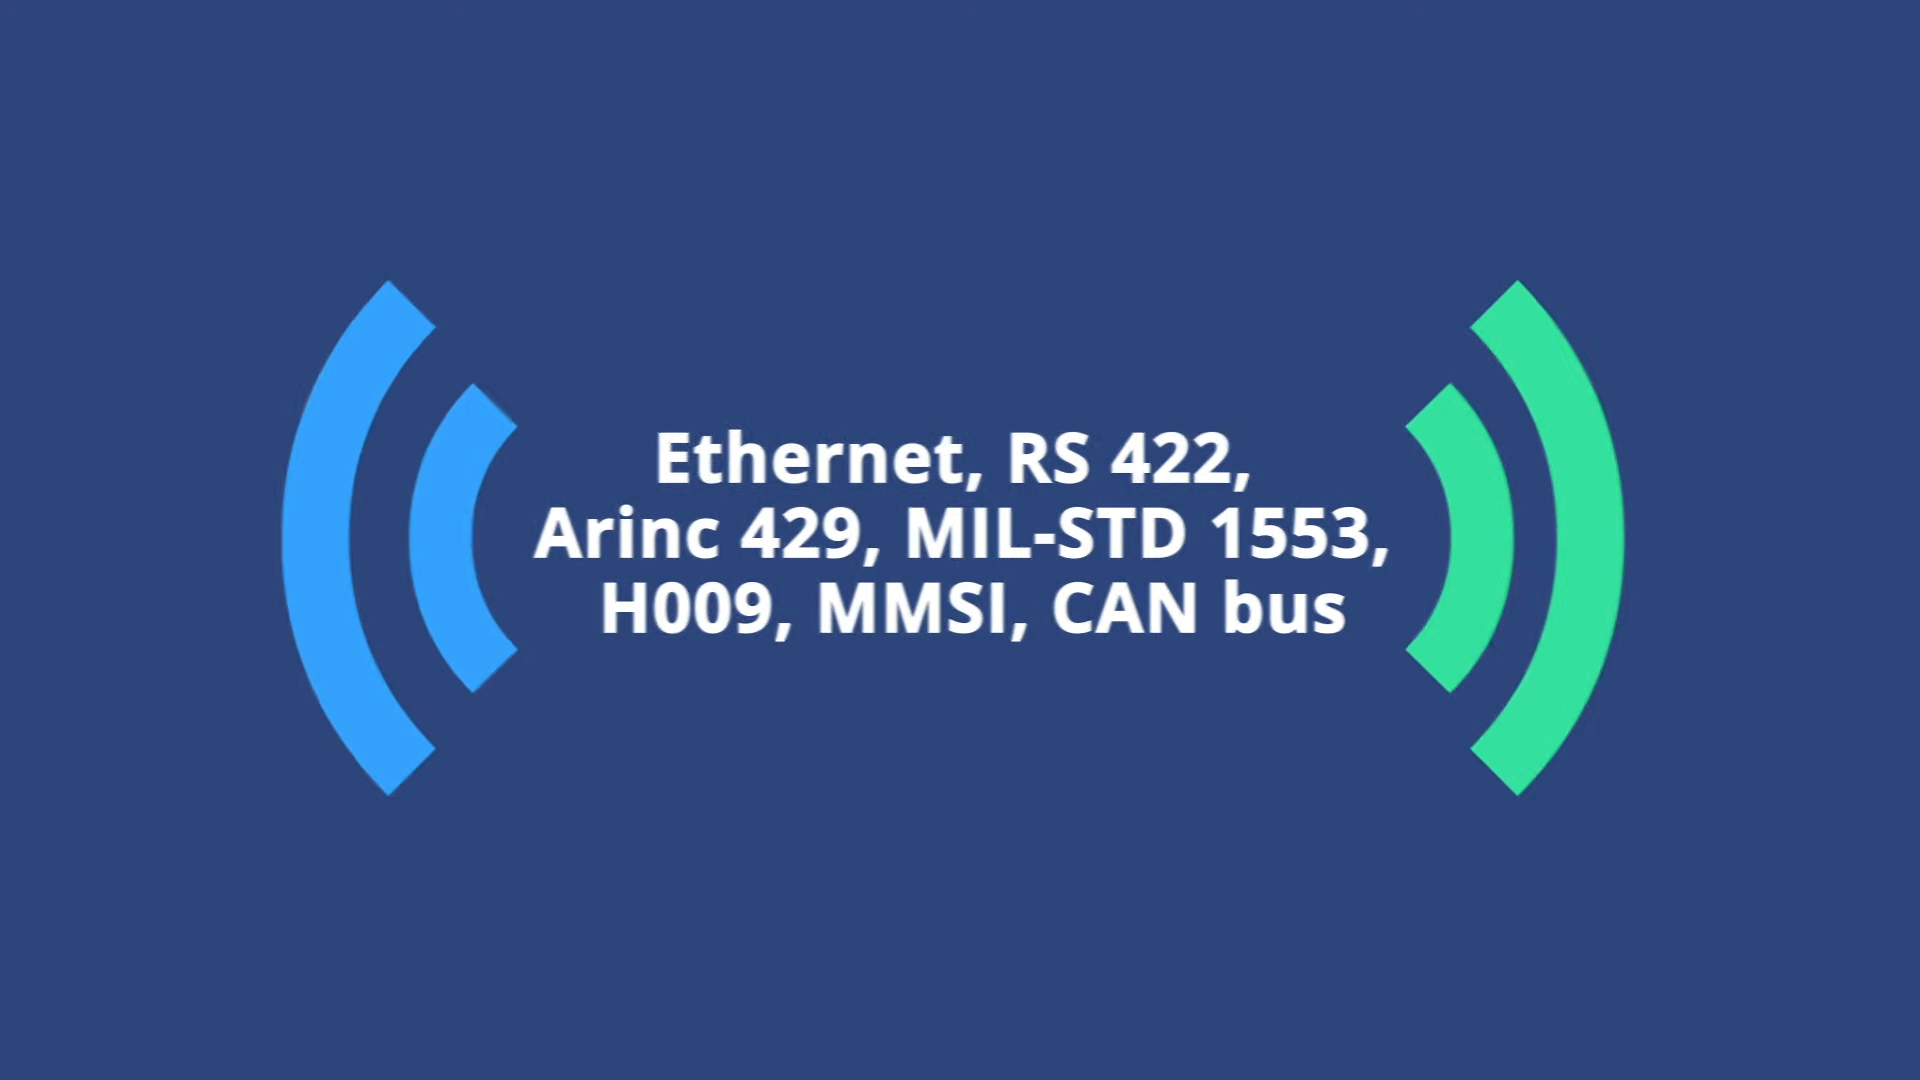 Ethernet, RS 422,
Arinc 429, MIL-STD 1553,
H009, MMSI, CAN bus